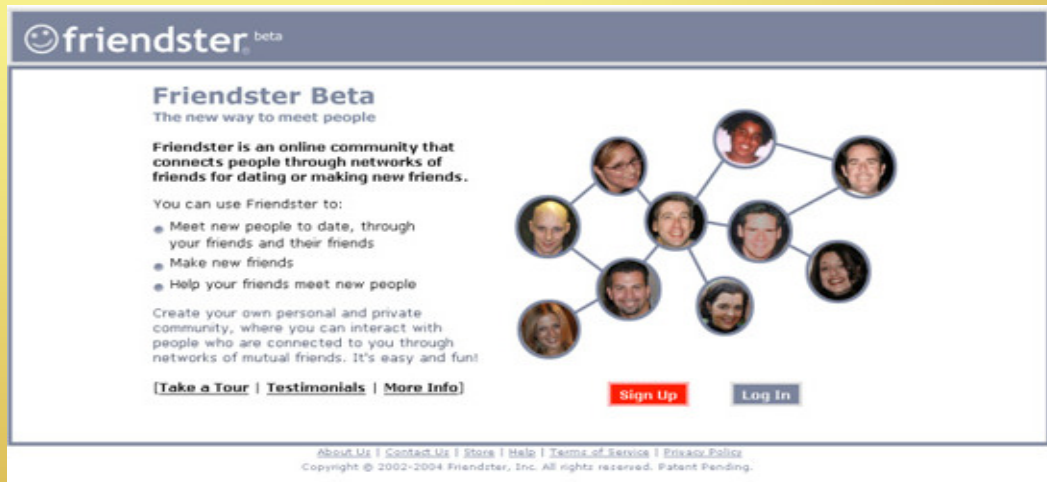 friendster® beta
Friendster Beta
The new way to meet people
Friendster is an online community that
connects people through networks of
friends for dating or making new friends.
You can use Friendster to:
Meet new people to date, through
your friends and their friends
Make new friends
Help your friends meet new people
Create your own personal and private
community, where you can interact with
people who are connected to you through
networks of mutual friends. It's easy and fun!
[Take a Tour | Testimonials | More Info]
Sign Up
Log In
About Us | Contact Us | Store | Help | Terms of Service | Privacy Policy
Copyright © 2002-2004 Friendster, Inc. All rights reserved. Patent Pending.